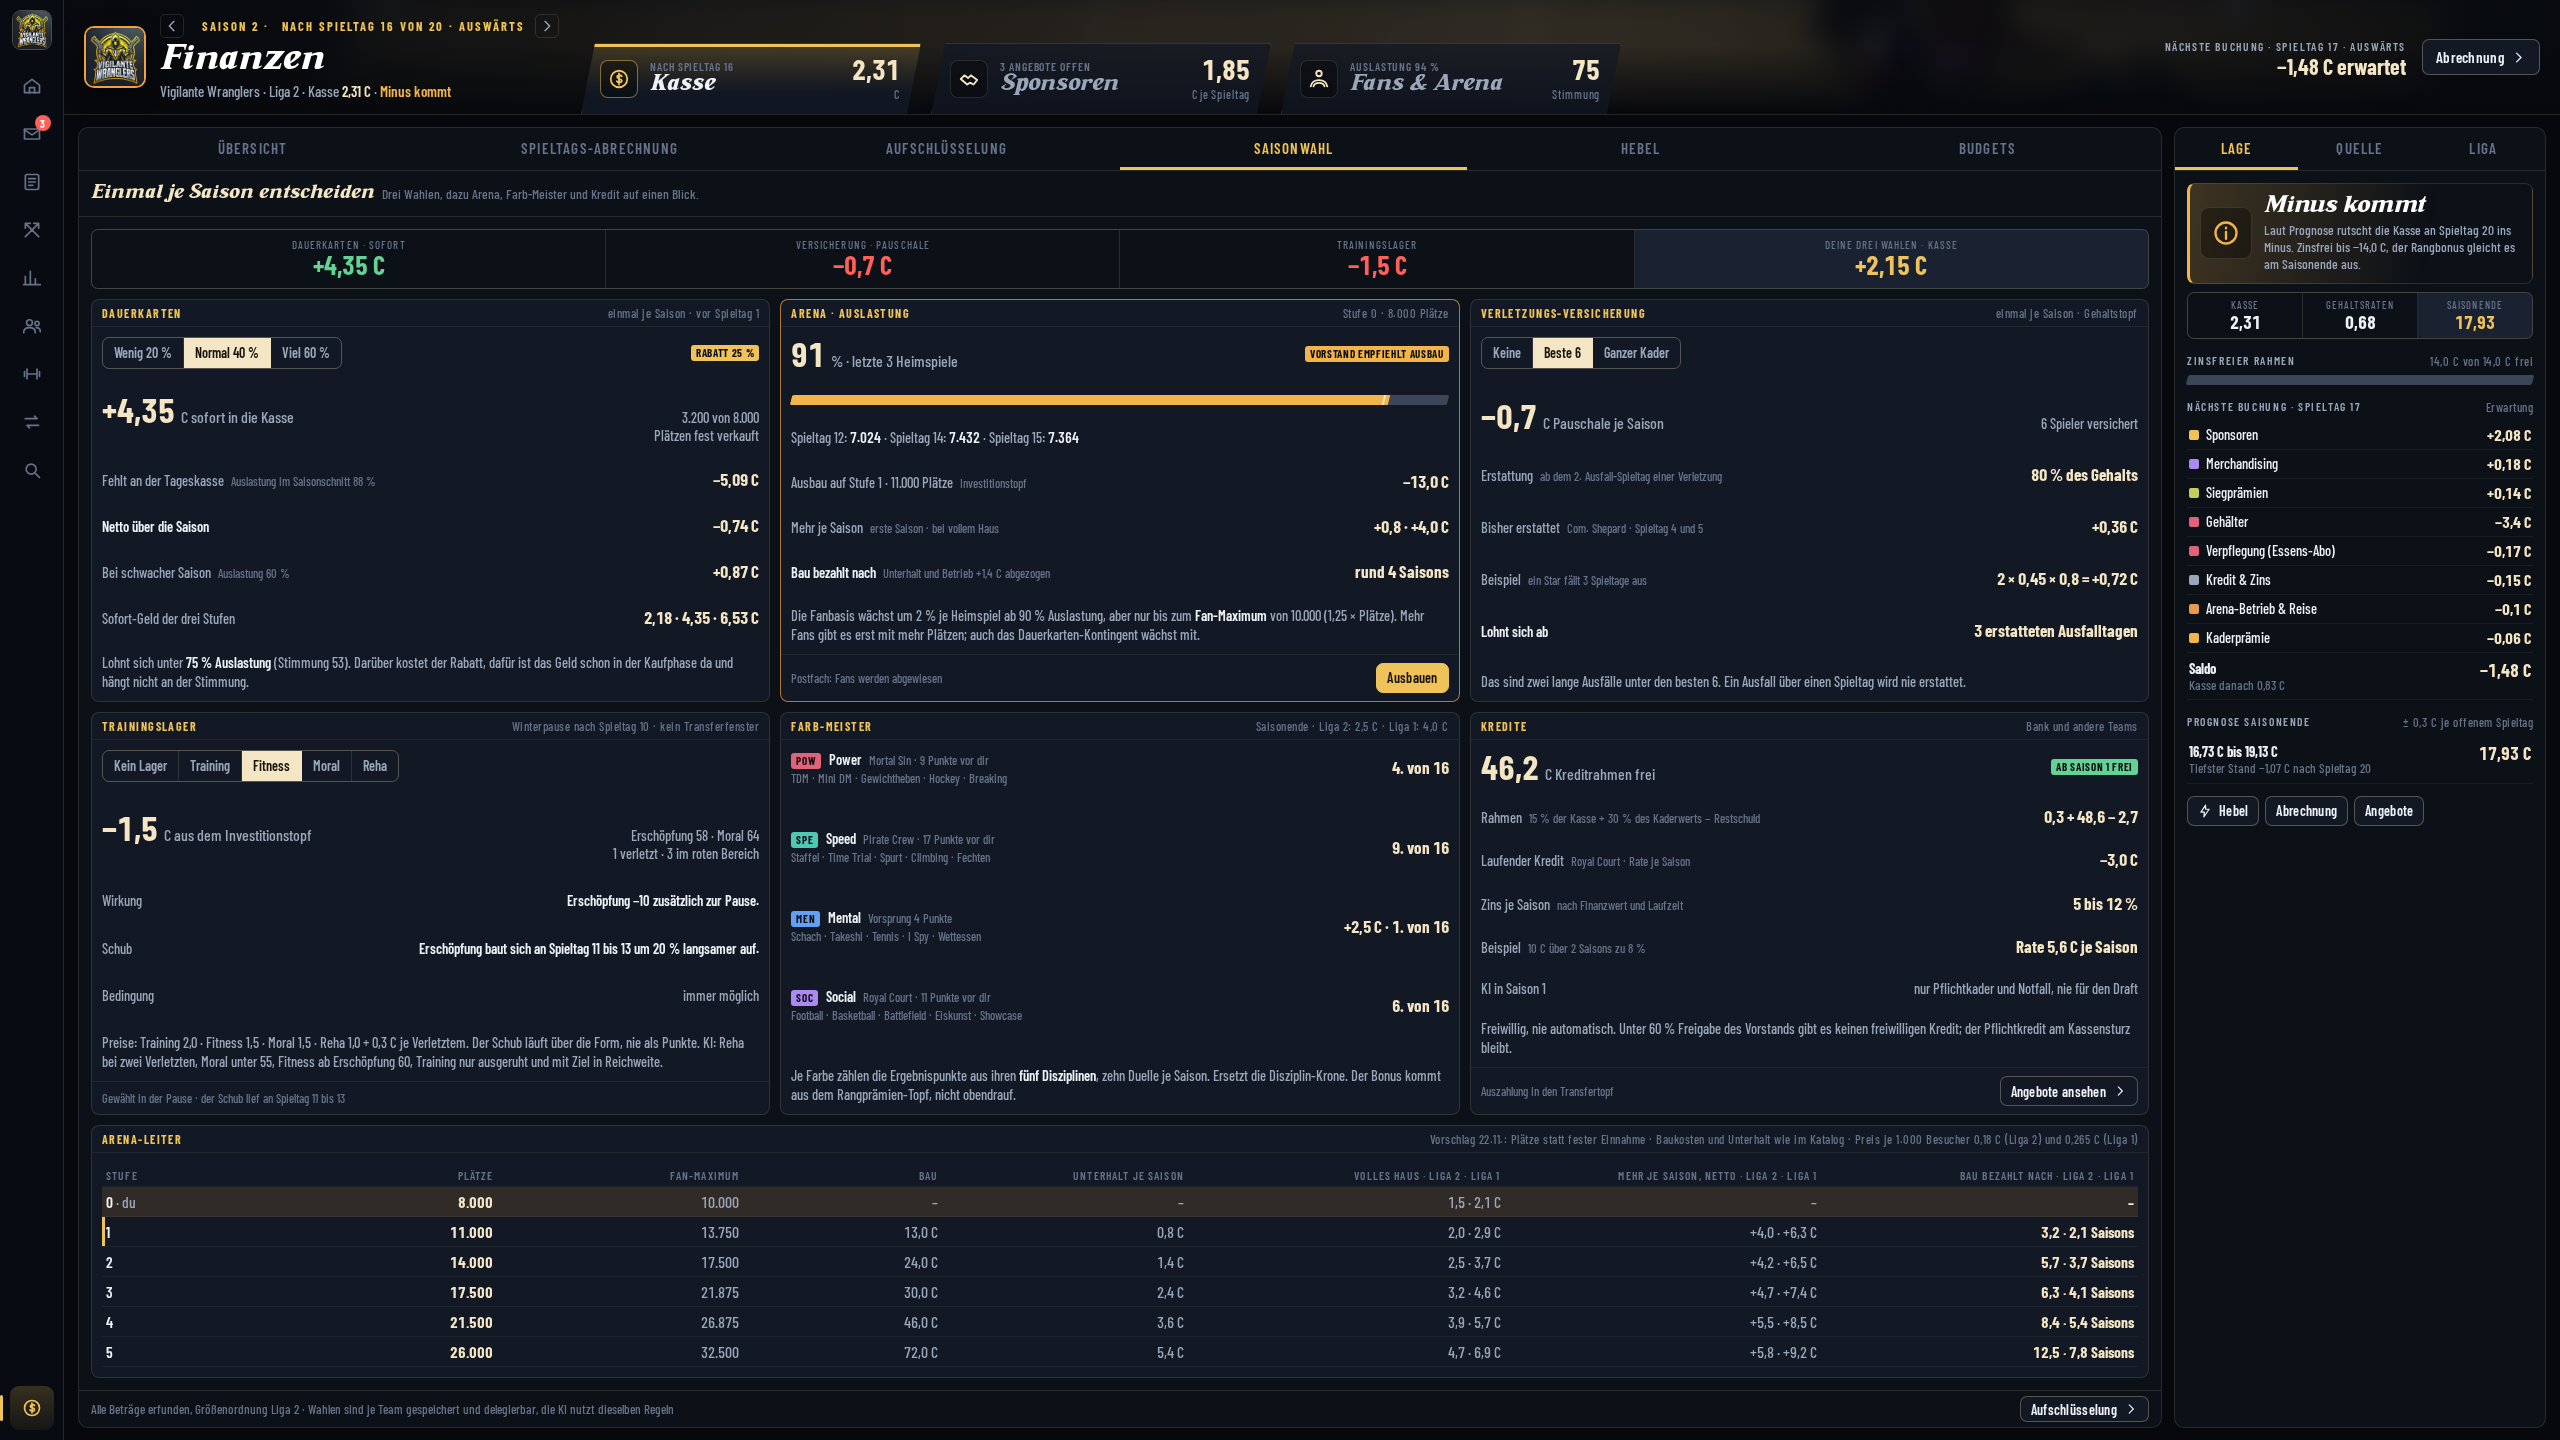 SAISON 2 · NACH SPIELTAG 16 VON 20 · AUSWÄRTS
Finanzen
Vigilante Wranglers · Liga 2 · Kasse 2,31 C · Minus kommt
VIGILANTE
WRANGLERS
3
NACH SPIELTAG 16
Kasse
2,31
C
3 ANGEBOTE OFFEN
Sponsoren
1,85
C je Spieltag
AUSLASTUNG 94 %
Fans & Arena
75
Stimmung
NÄCHSTE BUCHUNG · SPIELTAG 17 · AUSWÄRTS
−1,48 C erwartet
Abrechnung
ÜBERSICHT
SPIELTAGS-ABRECHNUNG
AUFSCHLÜSSELUNG
SAISONWAHL
HEBEL
BUDGETS
Einmal je Saison entscheiden Drei Wahlen, dazu Arena, Farb-Meister und Kredit auf einen Blick.
DAUERKARTEN · SOFORT
+4,35 C
VERSICHERUNG · PAUSCHALE
−0,7 C
TRAININGSLAGER
−1,5 C
DEINE DREI WAHLEN · KASSE
+2,15 C
DAUERKARTEN einmal je Saison · vor Spieltag 1
Wenig 20 % Normal 40 % Viel 60 % RABATT 25 %
+4,35 C sofort in die Kasse
3.200 von 8.000
Plätzen fest verkauft
Fehlt an der Tageskasse Auslastung im Saisonschnitt 88 % −5,09 C
Netto über die Saison −0,74 C
Bei schwacher Saison Auslastung 60 % +0,87 C
Sofort-Geld der drei Stufen 2,18 · 4,35 · 6,53 C
Lohnt sich unter 75 % Auslastung (Stimmung 53). Darüber kostet der Rabatt, dafür ist das Geld schon in der Kaufphase da und
hängt nicht an der Stimmung.
ARENA · AUSLASTUNG Stufe 0 · 8.000 Plätze
91 % · letzte 3 Heimspiele VORSTAND EMPFIEHLT AUSBAU
Spieltag 12: 7.024 · Spieltag 14: 7.432 · Spieltag 15: 7.364
Ausbau auf Stufe 1 · 11.000 Plätze Investitionstopf −13,0 C
Mehr je Saison erste Saison · bei vollem Haus +0,8 · +4,0 C
Bau bezahlt nach Unterhalt und Betrieb +1,4 C abgezogen rund 4 Saisons
Die Fanbasis wächst um 2 % je Heimspiel ab 90 % Auslastung, aber nur bis zum Fan-Maximum von 10.000 (1,25 × Plätze). Mehr
Fans gibt es erst mit mehr Plätzen; auch das Dauerkarten-Kontingent wächst mit.
Postfach: Fans werden abgewiesen Ausbauen
VERLETZUNGS-VERSICHERUNG einmal je Saison · Gehaltstopf
Keine Beste 6 Ganzer Kader
−0,7 C Pauschale je Saison 6 Spieler versichert
Erstattung ab dem 2. Ausfall-Spieltag einer Verletzung 80 % des Gehalts
Bisher erstattet Com. Shepard · Spieltag 4 und 5 +0,36 C
Beispiel ein Star fällt 3 Spieltage aus 2 × 0,45 × 0,8 = +0,72 C
Lohnt sich ab 3 erstatteten Ausfalltagen
Das sind zwei lange Ausfälle unter den besten 6. Ein Ausfall über einen Spieltag wird nie erstattet.
TRAININGSLAGER Winterpause nach Spieltag 10 · kein Transferfenster
Kein Lager Training Fitness Moral Reha
−1,5 C aus dem Investitionstopf
Erschöpfung 58 · Moral 64
1 verletzt · 3 im roten Bereich
Wirkung Erschöpfung −10 zusätzlich zur Pause.
Schub Erschöpfung baut sich an Spieltag 11 bis 13 um 20 % langsamer auf.
Bedingung immer möglich
Preise: Training 2,0 · Fitness 1,5 · Moral 1,5 · Reha 1,0 + 0,3 C je Verletztem. Der Schub läuft über die Form, nie als Punkte. KI: Reha
bei zwei Verletzten, Moral unter 55, Fitness ab Erschöpfung 60, Training nur ausgeruht und mit Ziel in Reichweite.
Gewählt in der Pause · der Schub lief an Spieltag 11 bis 13
FARB-MEISTER Saisonende · Liga 2: 2,5 C · Liga 1: 4,0 C
POW Power Mortal Sin · 9 Punkte vor dir 4. von 16
TDM · Mini DM · Gewichtheben · Hockey · Breaking
SPE Speed Pirate Crew · 17 Punkte vor dir 9. von 16
Staffel · Time Trial · Spurt · Climbing · Fechten
MEN Mental Vorsprung 4 Punkte +2,5 C · 1. von 16
Schach · Takeshi · Tennis · I Spy · Wettessen
SOC Social Royal Court · 11 Punkte vor dir 6. von 16
Football · Basketball · Battlefield · Eiskunst · Showcase
Je Farbe zählen die Ergebnispunkte aus ihren fünf Disziplinen, zehn Duelle je Saison. Ersetzt die Disziplin-Krone. Der Bonus kommt
aus dem Rangprämien-Topf, nicht obendrauf.
KREDITE Bank und andere Teams
46,2 C Kreditrahmen frei AB SAISON 1 FREI
Rahmen 15 % der Kasse + 30 % des Kaderwerts − Restschuld 0,3 + 48,6 − 2,7
Laufender Kredit Royal Court · Rate je Saison −3,0 C
Zins je Saison nach Finanzwert und Laufzeit 5 bis 12 %
Beispiel 10 C über 2 Saisons zu 8 % Rate 5,6 C je Saison
KI in Saison 1 nur Pflichtkader und Notfall, nie für den Draft
Freiwillig, nie automatisch. Unter 60 % Freigabe des Vorstands gibt es keinen freiwilligen Kredit; der Pflichtkredit am Kassensturz
bleibt.
Auszahlung in den Transfertopf Angebote ansehen
ARENA-LEITER Vorschlag 22.11.: Plätze statt fester Einnahme · Baukosten und Unterhalt wie im Katalog · Preis je 1.000 Besucher 0,18 C (Liga 2) und 0,265 C (Liga 1)
STUFE PLÄTZE FAN-MAXIMUM BAU UNTERHALT JE SAISON VOLLES HAUS · LIGA 2 · LIGA 1 MEHR JE SAISON, NETTO · LIGA 2 · LIGA 1 BAU BEZAHLT NACH · LIGA 2 · LIGA 1
0 · du 8.000 10.000 – – 1,5 · 2,1 C – –
1 11.000 13.750 13,0 C 0,8 C 2,0 · 2,9 C +4,0 · +6,3 C 3,2 · 2,1 Saisons
2 14.000 17.500 24,0 C 1,4 C 2,5 · 3,7 C +4,2 · +6,5 C 5,7 · 3,7 Saisons
3 17.500 21.875 30,0 C 2,4 C 3,2 · 4,6 C +4,7 · +7,4 C 6,3 · 4,1 Saisons
4 21.500 26.875 46,0 C 3,6 C 3,9 · 5,7 C +5,5 · +8,5 C 8,4 · 5,4 Saisons
5 26.000 32.500 72,0 C 5,4 C 4,7 · 6,9 C +5,8 · +9,2 C 12,5 · 7,8 Saisons
Alle Beträge erfunden, Größenordnung Liga 2 · Wahlen sind je Team gespeichert und delegierbar, die KI nutzt dieselben Regeln Aufschlüsselung
LAGE QUELLE LIGA
Minus kommt
Laut Prognose rutscht die Kasse an Spieltag 20 ins
Minus. Zinsfrei bis −14,0 C, der Rangbonus gleicht es
am Saisonende aus.
KASSE GEHALTSRATEN SAISONENDE
2,31 0,68 17,93
ZINSFREIER RAHMEN 14,0 C von 14,0 C frei
NÄCHSTE BUCHUNG · SPIELTAG 17 Erwartung
Sponsoren +2,08 C
Merchandising +0,18 C
Siegprämien +0,14 C
Gehälter −3,4 C
Verpflegung (Essens-Abo) −0,17 C
Kredit & Zins −0,15 C
Arena-Betrieb & Reise −0,1 C
Kaderprämie −0,06 C
Saldo −1,48 C
Kasse danach 0,83 C
PROGNOSE SAISONENDE ± 0,3 C je offenem Spieltag
16,73 C bis 19,13 C 17,93 C
Tiefster Stand −1,07 C nach Spieltag 20
Hebel Abrechnung Angebote